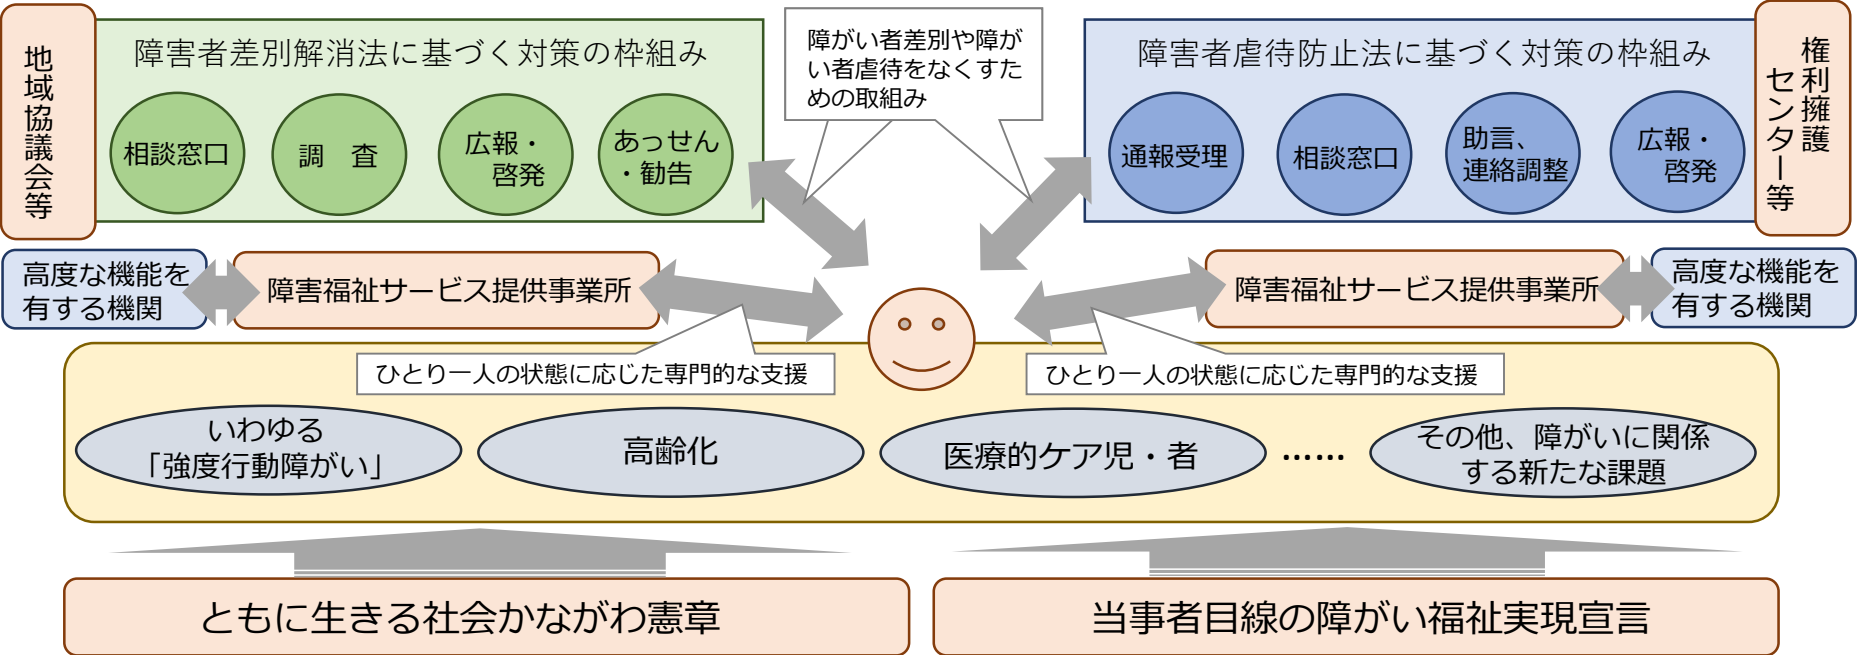 地域協議会等
障害者差別解消法に基づく対策の枠組み
相談窓口
調　査
広報・
啓発
あっせん
・勧告
障がい者差別や障が
い者虐待をなくすた
めの取組み
障害者虐待防止法に基づく対策の枠組み
通報受理
相談窓口
助言、
連絡調整
広報・
啓発
権利擁護
センター等
高度な機能を
有する機関
障害福祉サービス提供事業所
障害福祉サービス提供事業所
高度な機能を
有する機関
ひとり一人の状態に応じた専門的な支援
ひとり一人の状態に応じた専門的な支援
いわゆる
「強度行動障がい」
高齢化
医療的ケア児・者
……
その他、障がいに関係
する新たな課題
ともに生きる社会かながわ憲章
当事者目線の障がい福祉実現宣言